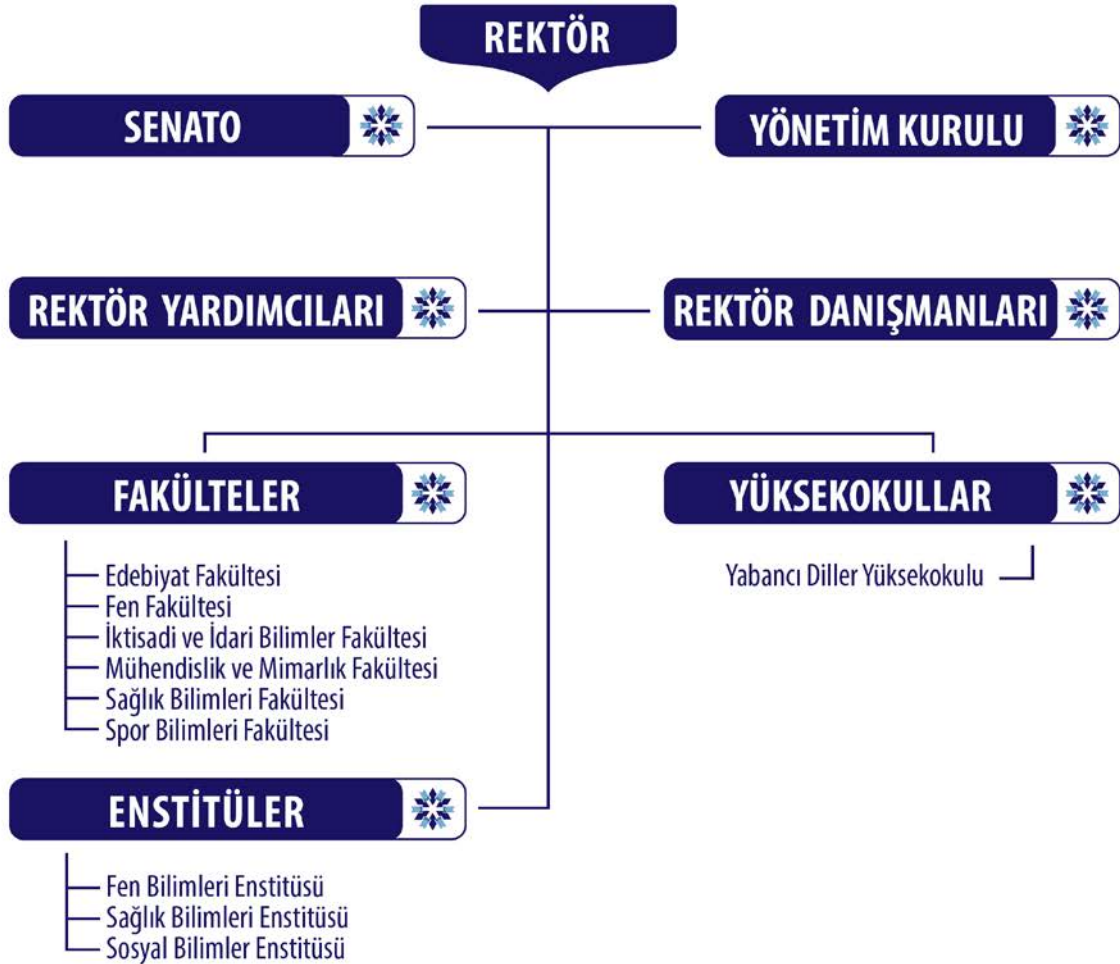 REKTÖR
SENATO
YÖNETİM KURULU
REKTÖR YARDIMCILARI
REKTÖR DANIŞMANLARI
FAKÜLTELER
Edebiyat Fakültesi
Fen Fakültesi
İktisadi ve İdari Bilimler Fakültesi
Mühendislik ve Mimarlık Fakültesi
Sağlık Bilimleri Fakültesi
Spor Bilimleri Fakültesi
YÜKSEKOKULLAR
Yabancı Diller Yüksekokulu
ENSTİTÜLER
Fen Bilimleri Enstitüsü
Sağlık Bilimleri Enstitüsü
Sosyal Bilimler Enstitüsü